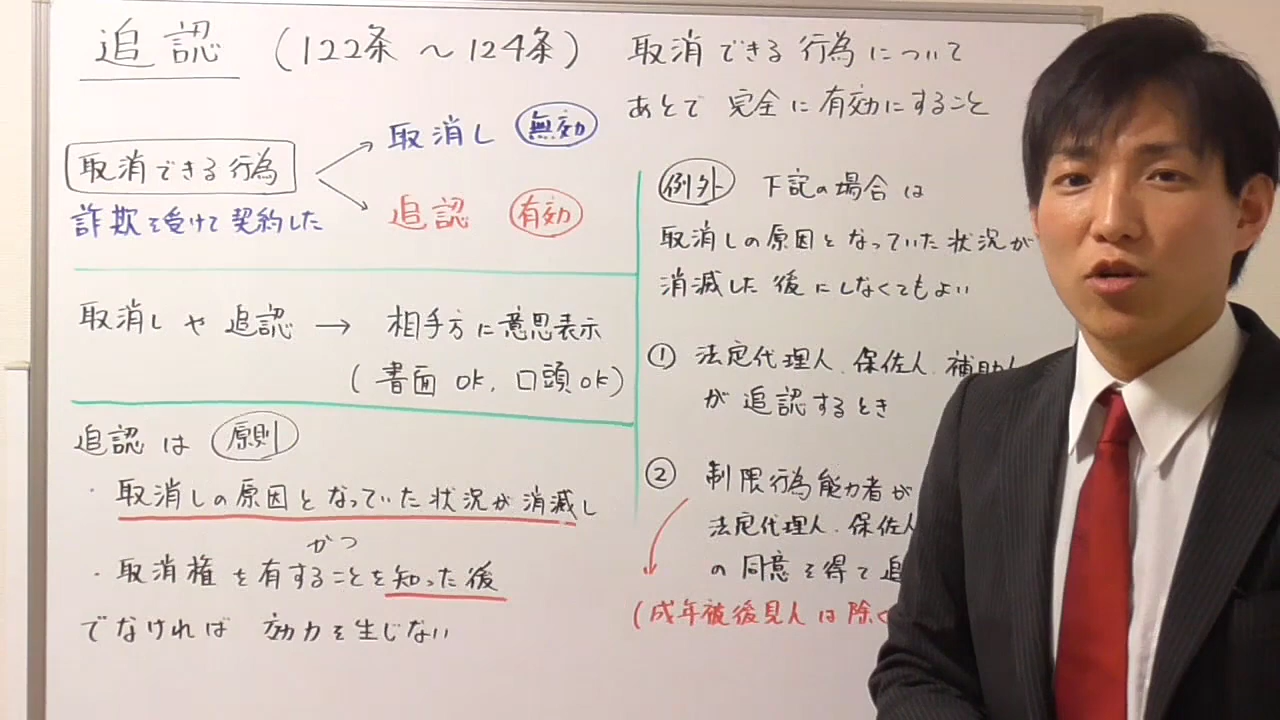 追認 (122条 〜 124条)
取消できる行為について
あとで 完全に有効にすること
取消できる行為
詐欺を受けて契約した
取消し 無効
追認 有効
取消しや追認 → 相手方に意思表示
(書面OK, 口頭OK)
追認は 原則
・取消しの原因となっていた状況が消滅し
かつ
・取消権を有することを知った後
でなければ 効力を生じない
例外 下記の場合は
取消しの原因となっていた状況が
消滅した後にしなくてもよい
① 法定代理人、保佐人、補助人
が追認するとき
② 制限行為能力者が
法定代理人、保佐人
の同意を得て追
(成年被後見人は除く